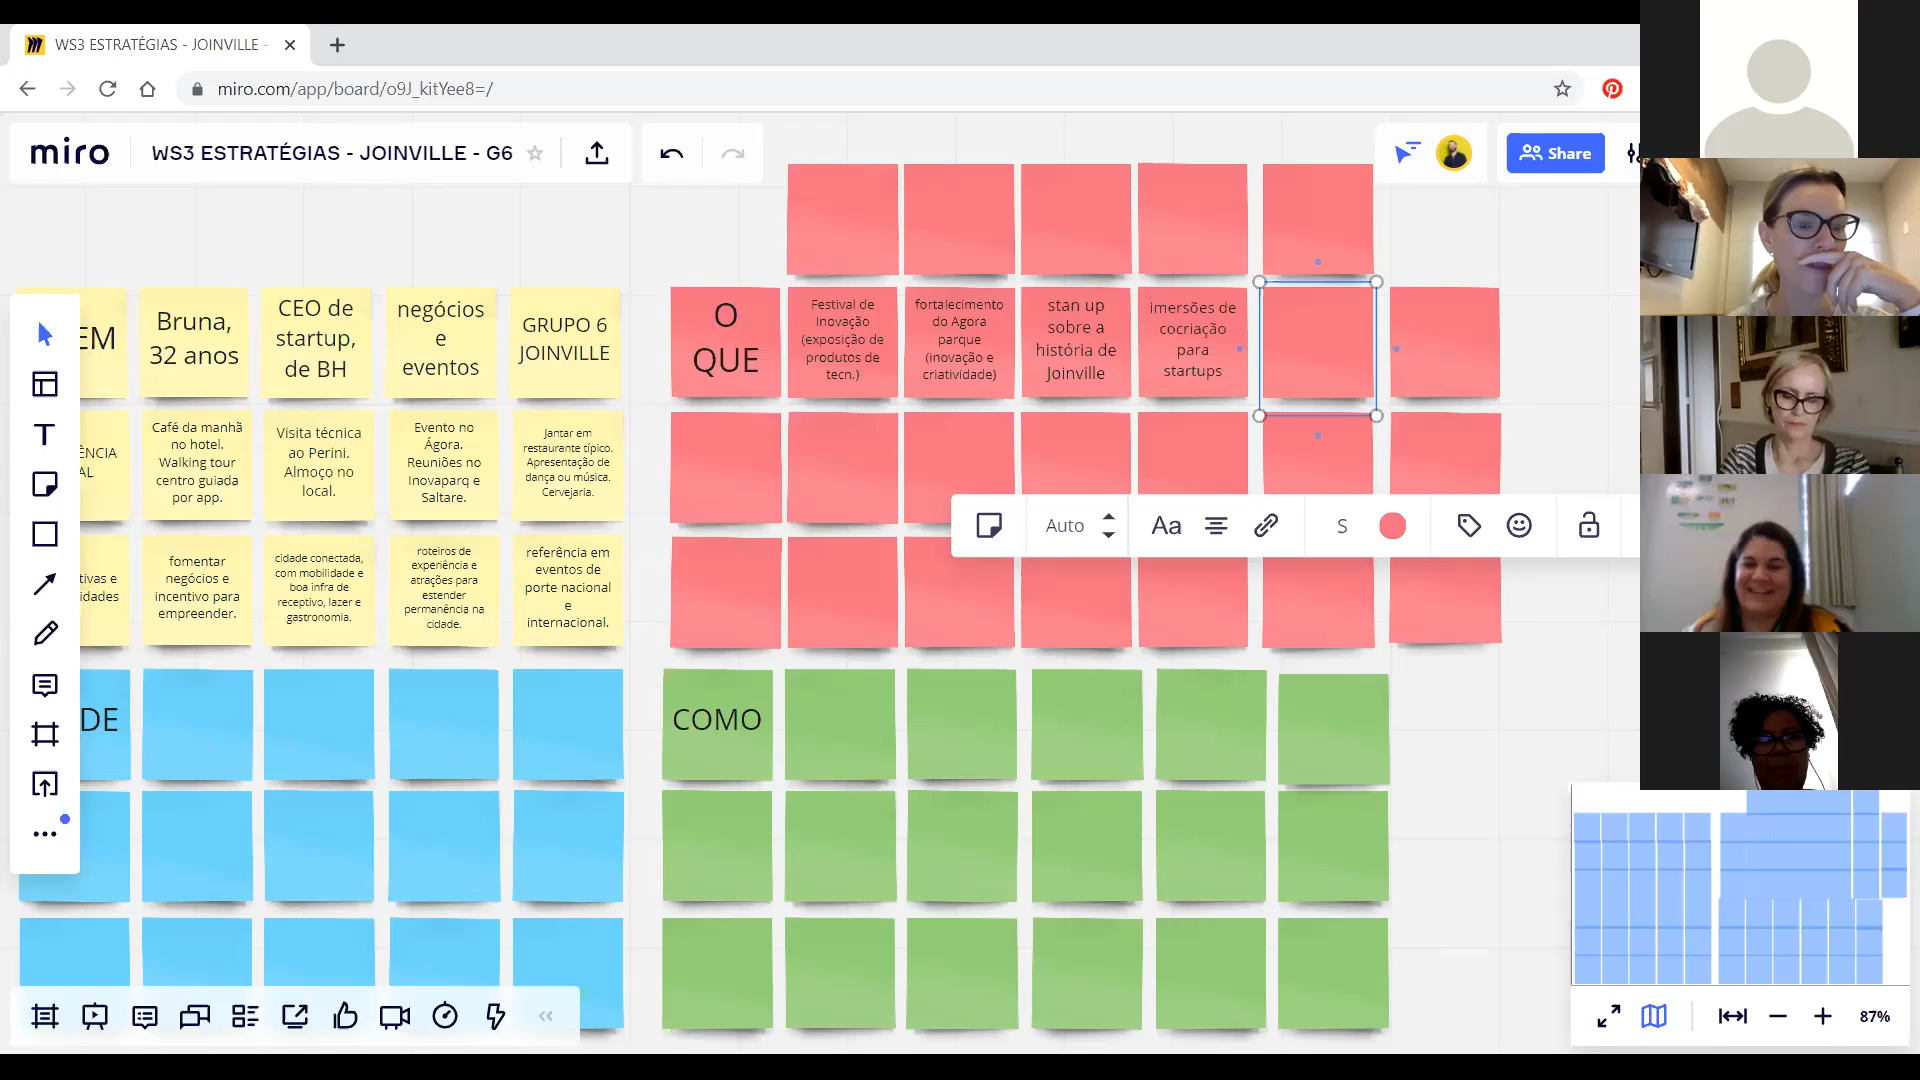 WS3 ESTRATÉGIAS - JOINVILLE -
miro.com/app/board/o9J_kitYee8=/
miro
WS3 ESTRATÉGIAS - JOINVILLE - G6
Share
EM
Bruna,
32 anos
CEO de
startup,
de BH
negócios
e
eventos
GRUPO 6
JOINVILLE
ÊNCIA
AL
Café da manhã
no hotel.
Walking tour
centro guiada
por app.
Visita técnica
ao Perini.
Almoço no
local.
Evento no
Ágora.
Reuniões no
Inovaparq e
Saltare.
Jantar em
restaurante típico.
Apresentação de
dança ou música.
Cervejaria.
tivas e
idades
fomentar
negócios e
incentivo para
empreender.
cidade conectada,
com mobilidade e
boa infra de
receptivo, lazer e
gastronomia.
roteiros de
experiência e
atrações para
estender
permanência na
cidade.
referência em
eventos de
porte nacional
e
internacional.
O
QUE
Festival de
Inovação
(exposição de
produtos de
tecn.)
fortalecimento
do Agora
parque
(inovação e
criatividade)
stan up
sobre a
história de
Joinville
imersões de
cocriação
para
startups
Auto
Aa
S
DE
COMO
87%